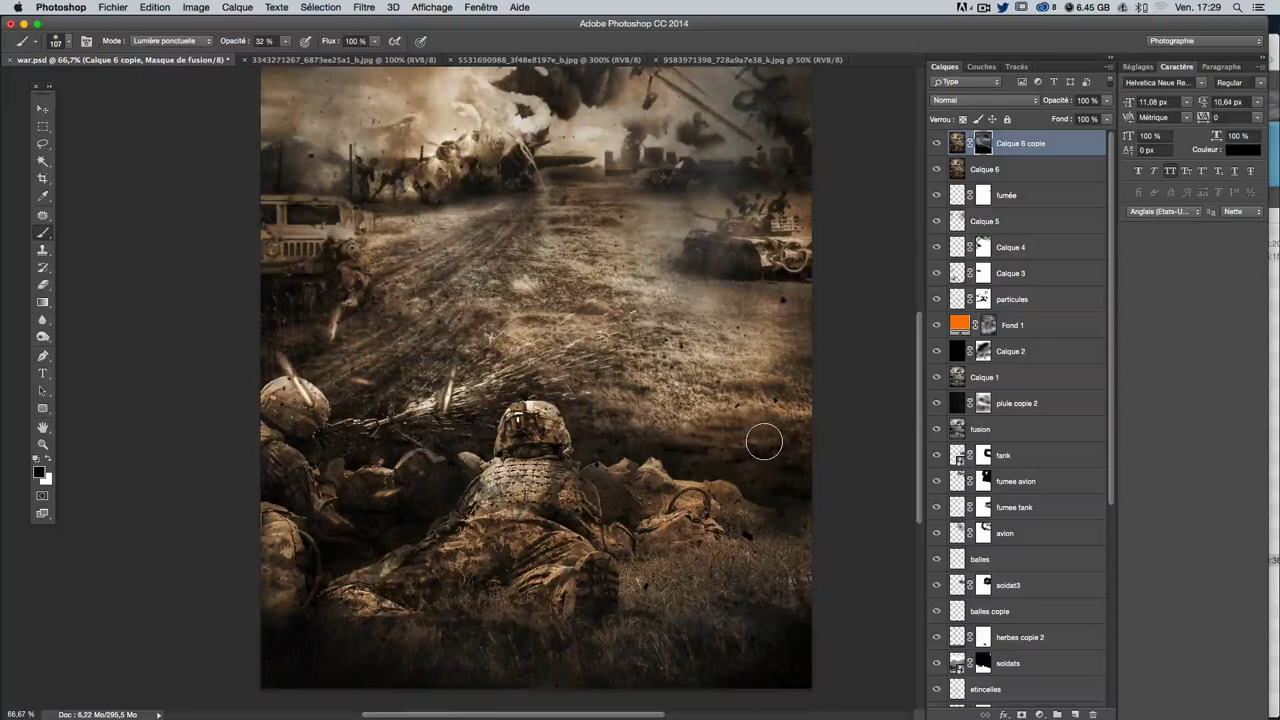 Photoshop Fichier Edition Image Calque Texte Sélection Filtre 3D Affichage Fenêtre Aide 8 6.45 GB Ven. 17:29
Adobe Photoshop CC 2014
107 Mode : Lumière ponctuelle Opacité : 32 % Flux : 100 % Photographie
war.psd @ 66,7% (Calque 6 copie, Masque de fusion/8) * 3343271267_6873ee25a1_b.jpg @ 100% (RVB/8) 5531690988_3f48e8197e_b.jpg @ 300% (RVB/8) 9583971398_728a9a7e38_k.jpg @ 50% (RVB/8)
Calques Couches Tracés
Type
Normal Opacité : 100 %
Verrou : Fond : 100 %
Calque 6 copie
Calque 6
fumée
Calque 5
Calque 4
Calque 3
particules
Fond 1
Calque 2
Calque 1
pluie copie 2
fusion
tank
fumee avion
fumee tank
avion
balles
soldat3
balles copie
herbes copie 2
soldats
etincelles
Réglages Caractère Paragraphe
Helvetica Neue Re... Regular
11,08 px 10,64 px
Métrique 0
100 % 100 %
0 px Couleur :
Anglais (Etats-U... Nette
66,67 % Doc : 6,22 Mo/295,5 Mo